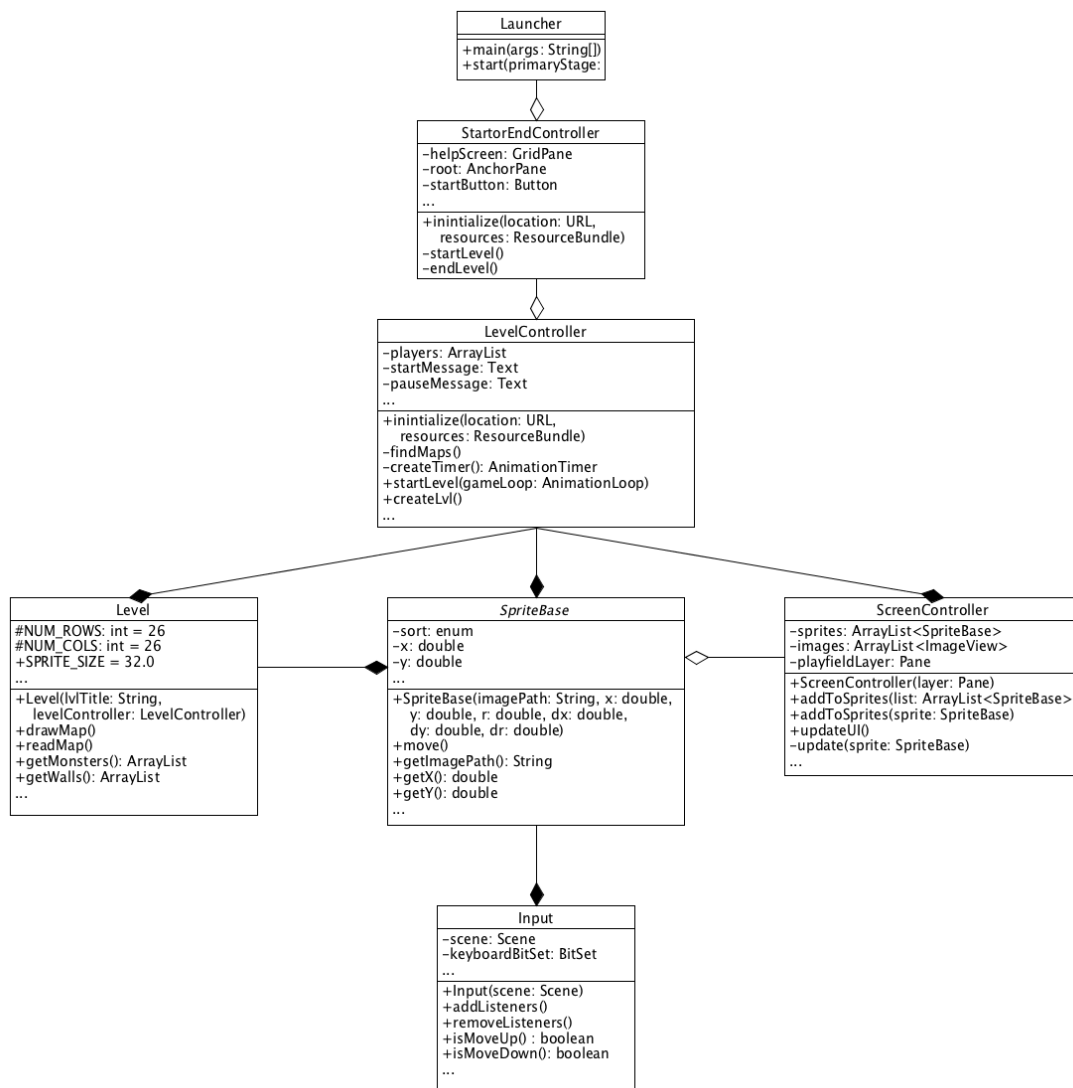 Launcher
+main(args: String[])
+start(primaryStage:
StartorEndController
-helpScreen: GridPane
-root: AnchorPane
-startButton: Button
...
+inintialize(location: URL,
resources: ResourceBundle)
-startLevel()
-endLevel()
LevelController
-players: ArrayList
-startMessage: Text
-pauseMessage: Text
...
+inintialize(location: URL,
resources: ResourceBundle)
-findMaps()
-createTimer(): AnimationTimer
+startLevel(gameLoop: AnimationLoop)
+createLvl()
...
Level
#NUM_ROWS: int = 26
#NUM_COLS: int = 26
+SPRITE_SIZE = 32.0
...
+Level(lvlTitle: String,
levelController: LevelController)
+drawMap()
+readMap()
+getMonsters(): ArrayList
+getWalls(): ArrayList
...
SpriteBase
-sort: enum
-x: double
-y: double
...
+SpriteBase(imagePath: String, x: double,
y: double, r: double, dx: double,
dy: double, dr: double)
+move()
+getImagePath(): String
+getX(): double
+getY(): double
...
ScreenController
-sprites: ArrayList<SpriteBase>
-images: ArrayList<ImageView>
-playfieldLayer: Pane
+ScreenController(layer: Pane)
+addToSprites(list: ArrayList<SpriteBase>
+addToSprites(sprite: SpriteBase)
+updateUI()
-update(sprite: SpriteBase)
...
Input
-scene: Scene
-keyboardBitSet: BitSet
...
+Input(scene: Scene)
+addListeners()
+removeListeners()
+isMoveUp() : boolean
+isMoveDown(): boolean
...